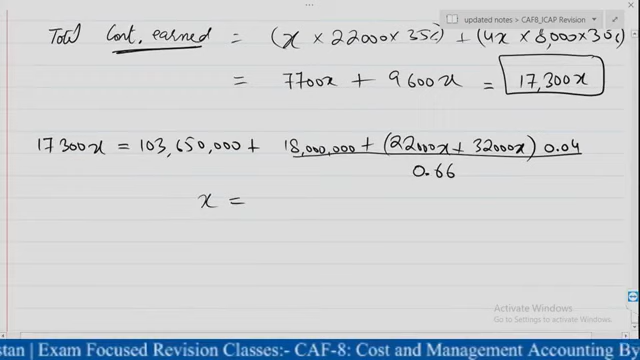 updated notes > CAF8_ICAP Revision
Total Cont. earned = (x × 22000 × 35%) + (4x × 8,000 × 30%)
= 7700x + 9600x = 17,300x
17300x = 103,650,000 + 18,000,000 + (22000x + 32000x) 0.04
0.66
x =
Activate Windows
Go to Settings to activate Windows.
stan | Exam Focused Revision Classes:- CAF-8: Cost and Management Accounting By